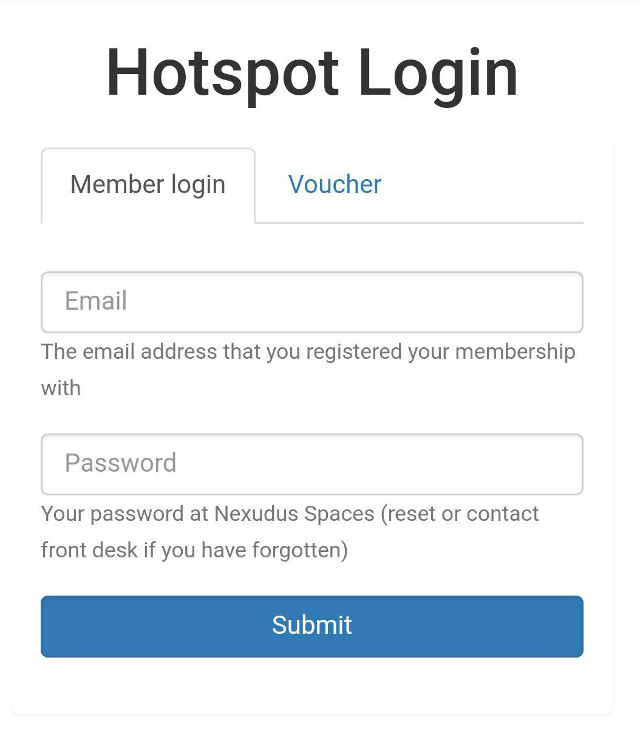 Hotspot Login
Member login
Voucher
Email
The email address that you registered your membership
with
Password
Your password at Nexudus Spaces (reset or contact
front desk if you have forgotten)
Submit